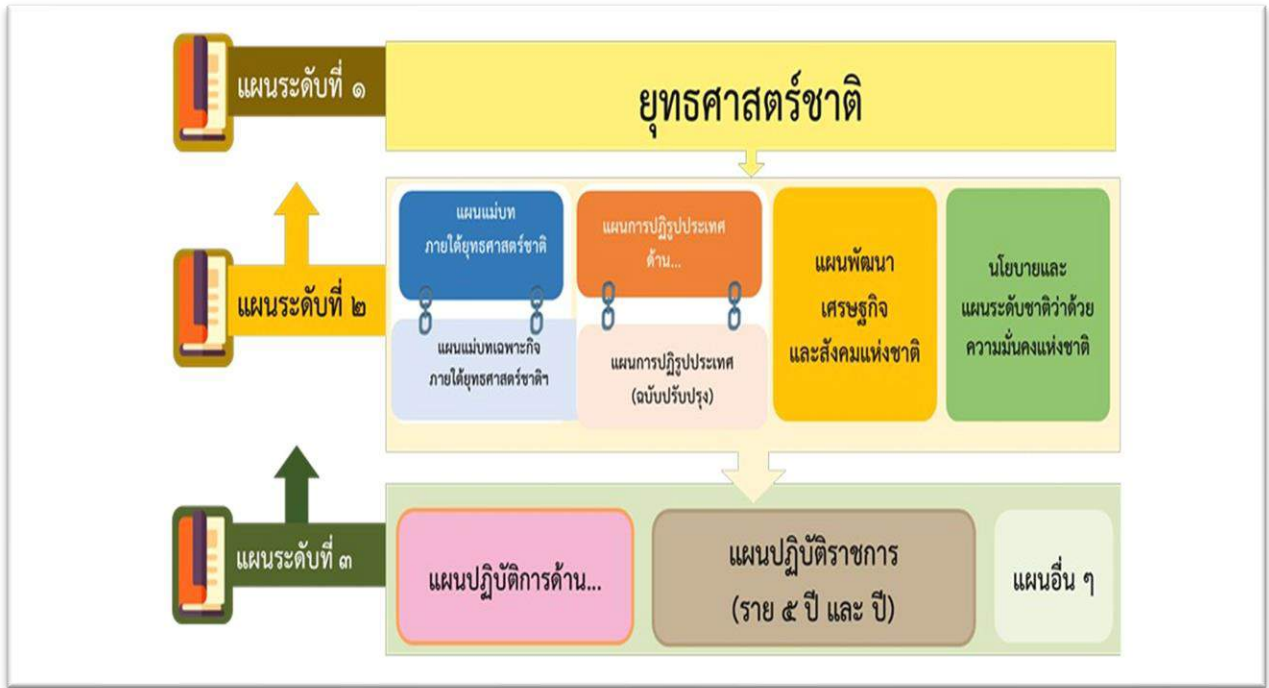 แผนระดับที่ ๑
ยุทธศาสตร์ชาติ
แผนระดับที่ ๒
แผนแม่บท
ภายใต้ยุทธศาสตร์ชาติ
แผนแม่บทเฉพาะกิจ
ภายใต้ยุทธศาสตร์ชาติฯ
แผนการปฏิรูปประเทศ
ด้าน...
แผนการปฏิรูปประเทศ
(ฉบับปรับปรุง)
แผนพัฒนา
เศรษฐกิจ
และสังคมแห่งชาติ
นโยบายและ
แผนระดับชาติว่าด้วย
ความมั่นคงแห่งชาติ
แผนระดับที่ ๓
แผนปฏิบัติการด้าน...
แผนปฏิบัติราชการ
(ราย ๕ ปี และ ปี)
แผนอื่น ๆ